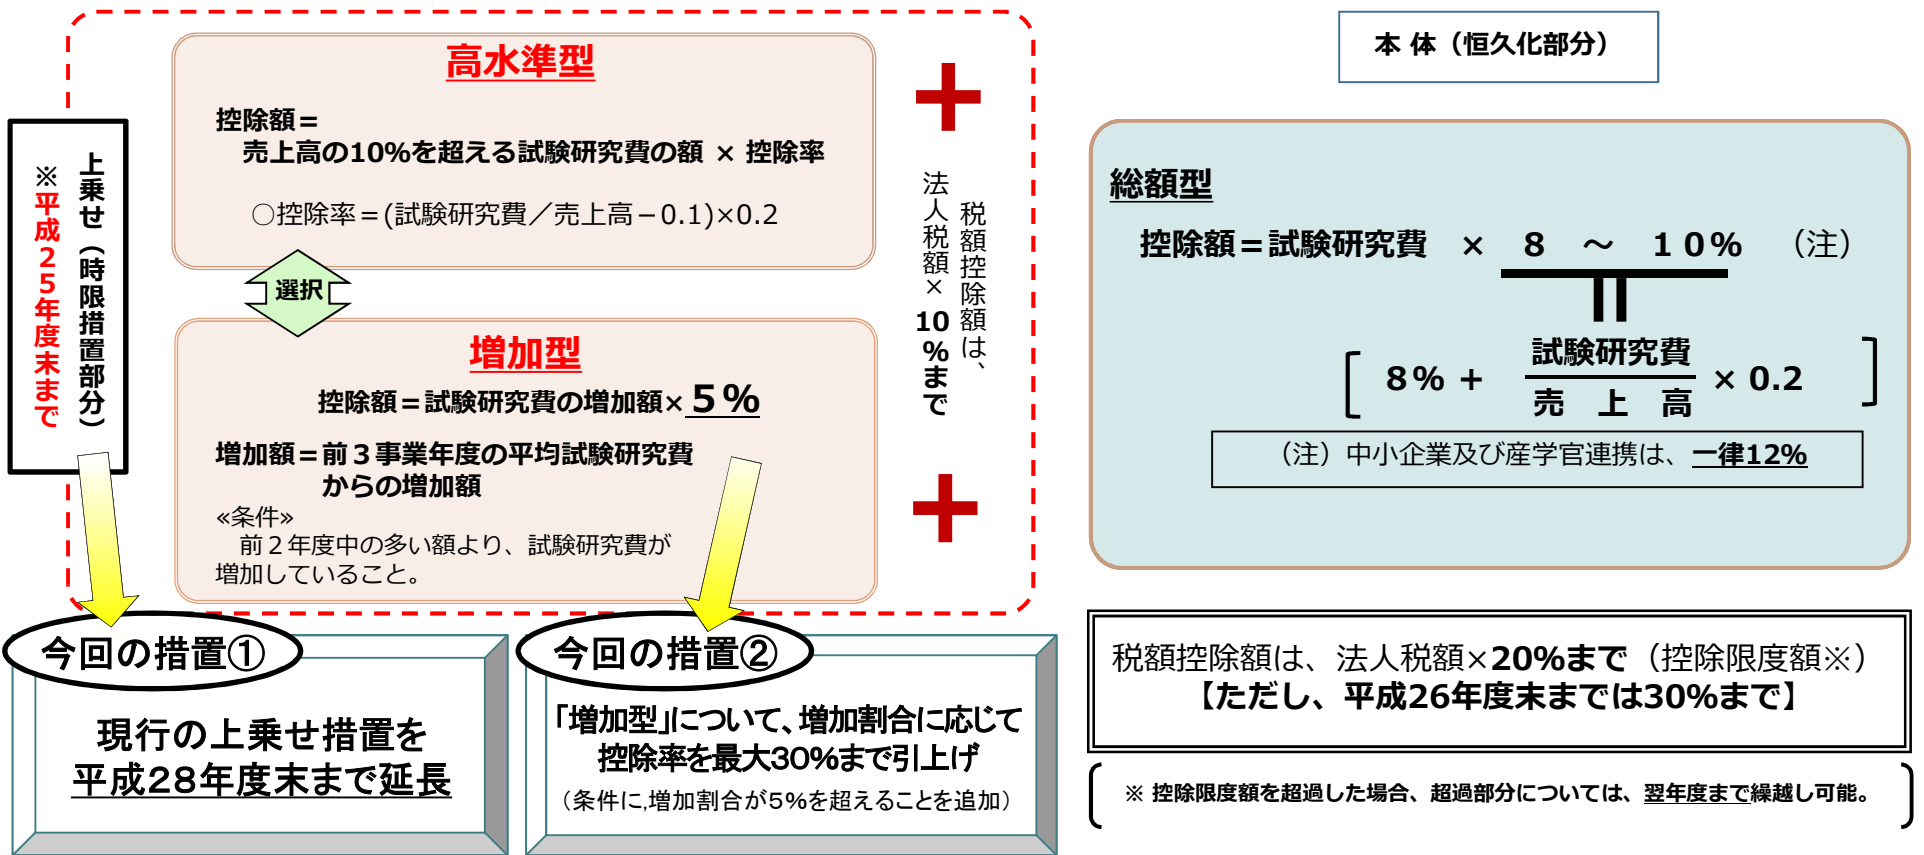 上乗せ（時限措置部分）
※平成25年度末まで
高水準型
控除額＝
売上高の10%を超える試験研究費の額 × 控除率
○控除率＝(試験研究費／売上高－0.1)×0.2
選択
増加型
控除額＝試験研究費の増加額×５％
増加額＝前３事業年度の平均試験研究費
からの増加額
≪条件≫
前２年度中の多い額より、試験研究費が
増加していること。
＋
税額控除額は、
法人税額×10%まで
＋
今回の措置①
現行の上乗せ措置を
平成28年度末まで延長
今回の措置②
「増加型」について、増加割合に応じて
控除率を最大30%まで引上げ
（条件に,増加割合が5%を超えることを追加）
本 体（恒久化部分）
総額型
控除額＝試験研究費 × ８ ～ １０% （注）
8％＋ 試験研究費
売 上 高 × 0.2
（注）中小企業及び産学官連携は、一律12%
税額控除額は、法人税額×20%まで（控除限度額※）
【ただし、平成26年度末までは30%まで】
※ 控除限度額を超過した場合、超過部分については、翌年度まで繰越し可能。